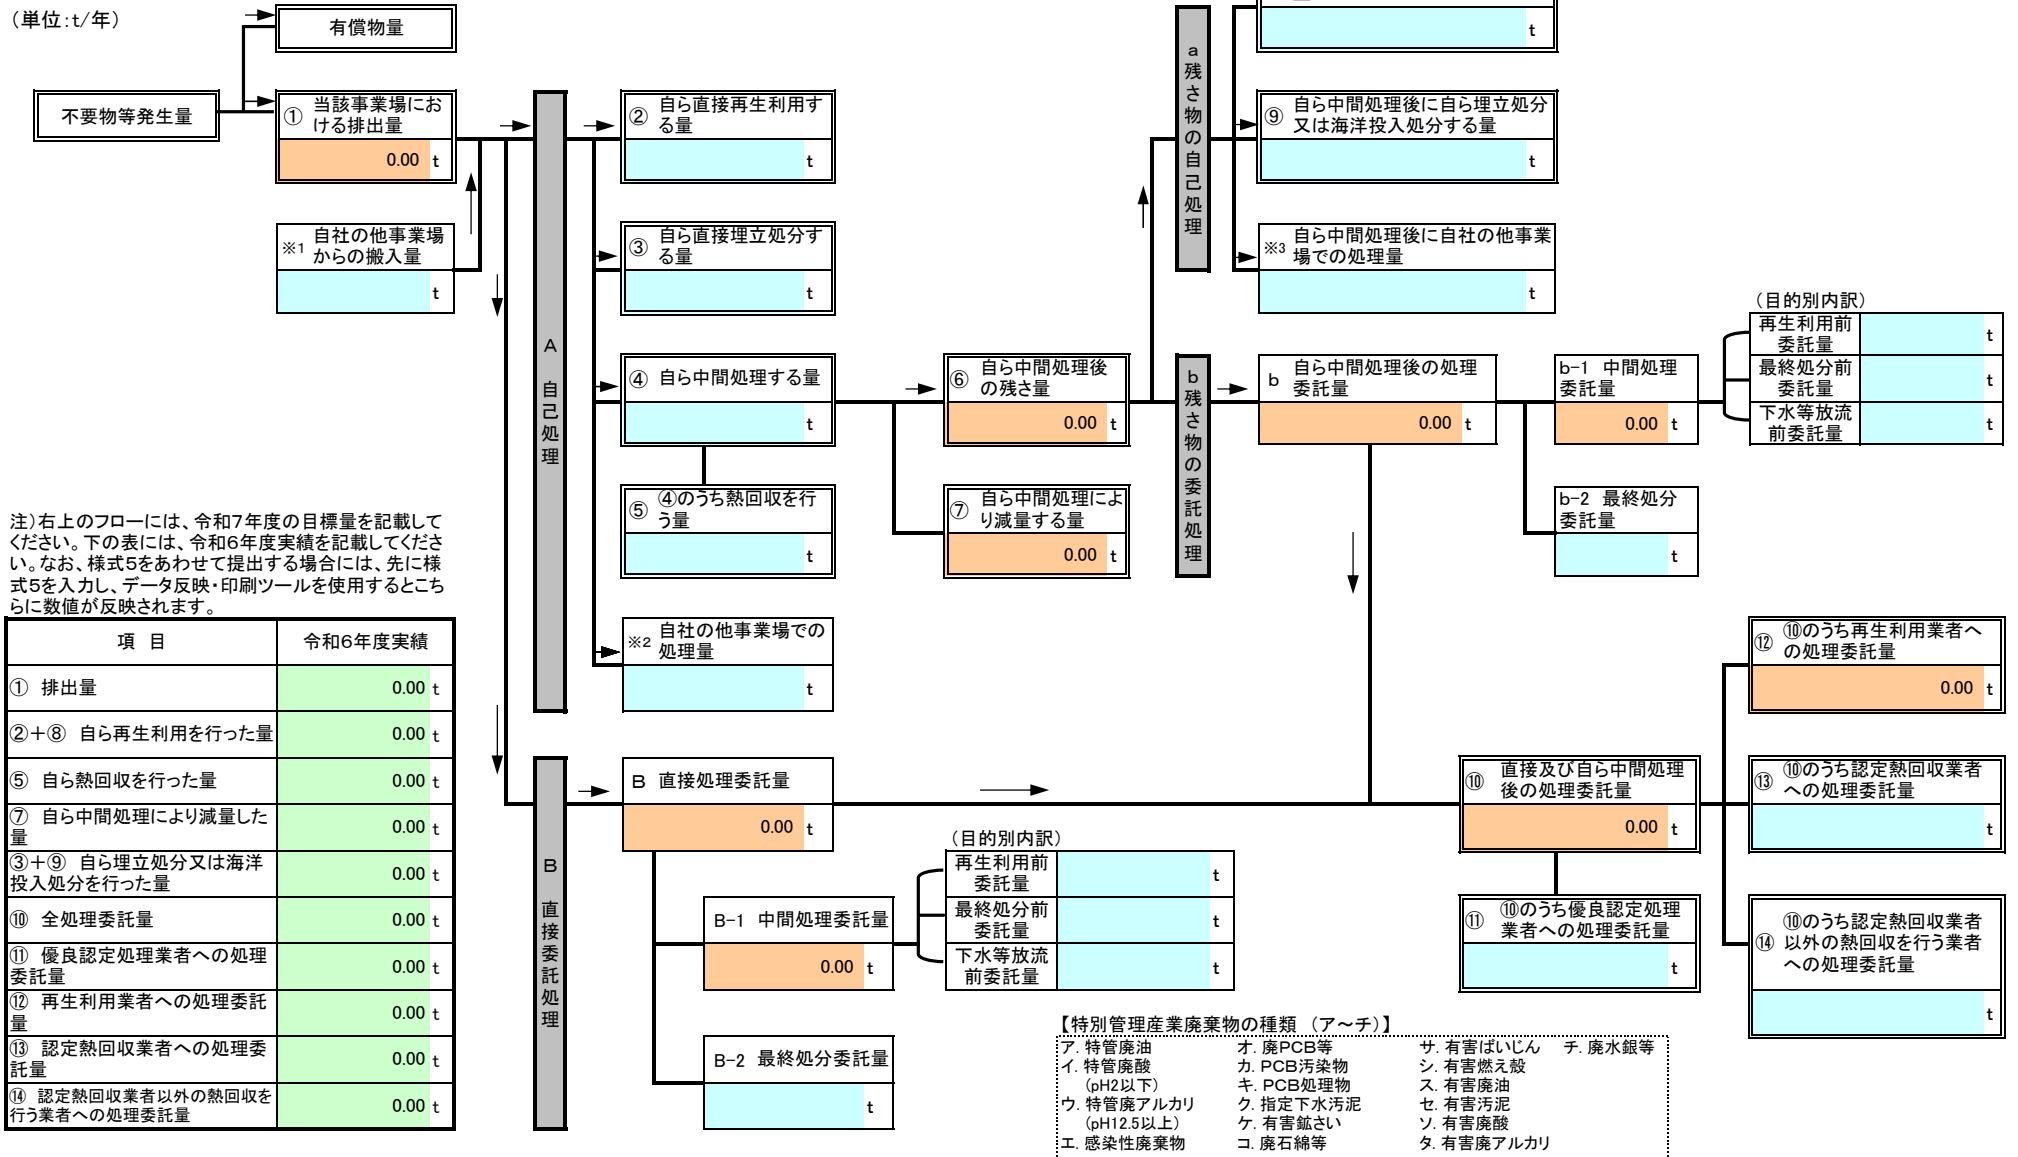 (単位:t/年)
有償物量
不要物等発生量
① 当該事業場にお
ける排出量
0.00 t
※1 自社の他事業場
からの搬入量
t
A 自己処理
② 自ら直接再生利用す
る量
t
③ 自ら直接埋立処分す
る量
t
④ 自ら中間処理する量
t
⑤ ④のうち熱回収を行
う量
t
※2 自社の他事業場での
処理量
t
⑥ 自ら中間処理後
の残さ量
0.00 t
⑦ 自ら中間処理によ
り減量する量
0.00 t
a 残さ物の自己処理
t
⑨ 自ら中間処理後に自ら埋立処分
又は海洋投入処分する量
t
※3 自ら中間処理後に自社の他事業
場での処理量
t
b 残さ物の委託処理
b 自ら中間処理後の処理
委託量
0.00 t
b-1 中間処理
委託量
0.00 t
b-2 最終処分
委託量
t
(目的別内訳)
再生利用前
委託量
t
最終処分前
委託量
t
下水等放流
前委託量
t
注)右上のフローには、令和7年度の目標量を記載して
ください。下の表には、令和6年度実績を記載してくださ
い。なお、様式5をあわせて提出する場合には、先に様
式5を入力し、データ反映・印刷ツールを使用するとこち
らに数値が反映されます。
項 目 令和6年度実績
① 排出量 0.00 t
②+⑧ 自ら再生利用を行った量 0.00 t
⑤ 自ら熱回収を行った量 0.00 t
⑦ 自ら中間処理により減量した
量 0.00 t
③+⑨ 自ら埋立処分又は海洋
投入処分を行った量 0.00 t
⑩ 全処理委託量 0.00 t
⑪ 優良認定処理業者への処理
委託量 0.00 t
⑫ 再生利用業者への処理委託
量 0.00 t
⑬ 認定熱回収業者への処理委
託量 0.00 t
⑭ 認定熱回収業者以外の熱回収を
行う業者への処理委託量 0.00 t
B 直接委託処理
B 直接処理委託量
0.00 t
B-1 中間処理委託量
0.00 t
B-2 最終処分委託量
t
(目的別内訳)
再生利用前
委託量
t
最終処分前
委託量
t
下水等放流
前委託量
t
⑩ 直接及び自ら中間処理
後の処理委託量
0.00 t
⑪ ⑩のうち優良認定処理
業者への処理委託量
t
⑫ ⑩のうち再生利用業者へ
の処理委託量
0.00 t
⑬ ⑩のうち認定熱回収業者
への処理委託量
t
⑭ ⑩のうち認定熱回収業者
以外の熱回収を行う業者
への処理委託量
t
【特別管理産業廃棄物の種類 (ア~チ)】
ア. 特管廃油 オ. 廃PCB等 サ. 有害ばいじん チ. 廃水銀等
イ. 特管廃酸 カ. PCB汚染物 シ. 有害燃え殻
(pH2以下) キ. PCB処理物 ス. 有害廃油
ウ. 特管廃アルカリ ク. 指定下水汚泥 セ. 有害汚泥
(pH12.5以上) ケ. 有害鉱さい ソ. 有害廃酸
エ. 感染性廃棄物 コ. 廃石綿等 タ. 有害廃アルカリ